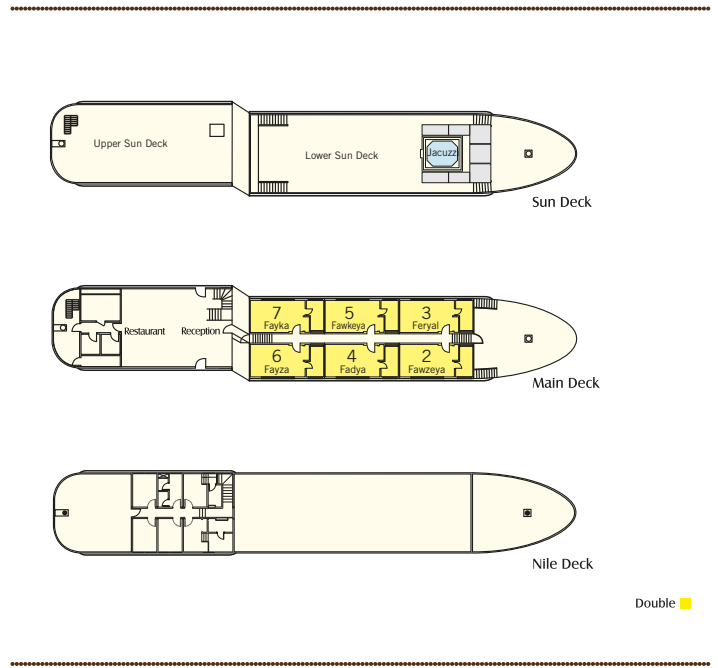 Upper Sun Deck
Lower Sun Deck
Jacuzzi
Sun Deck
7
Fayka
5
Fawkeya
3
Feryal
Restaurant
Reception
6
Fayza
4
Fadya
2
Fawzeya
Main Deck
Nile Deck
Double